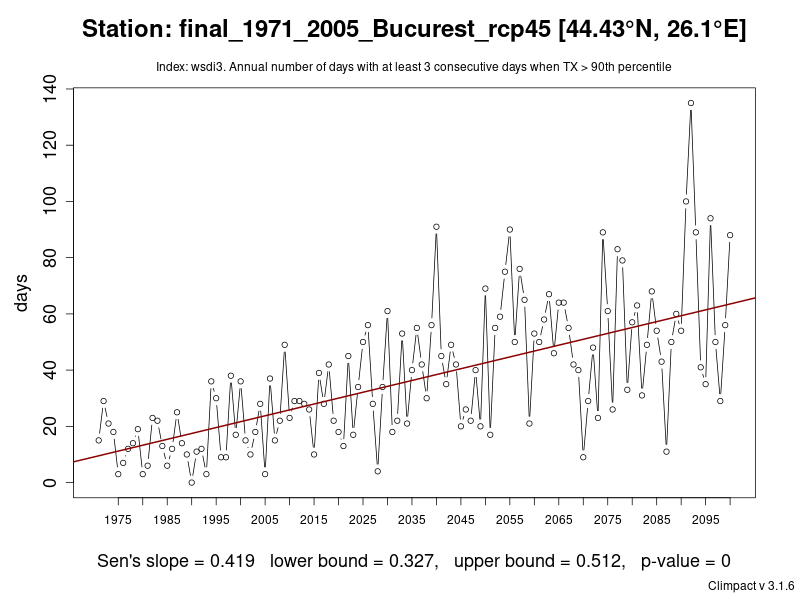 Station: final_1971_2005_Bucurest_rcp45 [44.43°N, 26.1°E]
Index: wsdi3. Annual number of days with at least 3 consecutive days when TX > 90th percentile
140
120
100
80
60
40
20
0
days
1975 1985 1995 2005 2015 2025 2035 2045 2055 2065 2075 2085 2095
Sen's slope = 0.419 lower bound = 0.327, upper bound = 0.512, p-value = 0
Climpact v 3.1.6